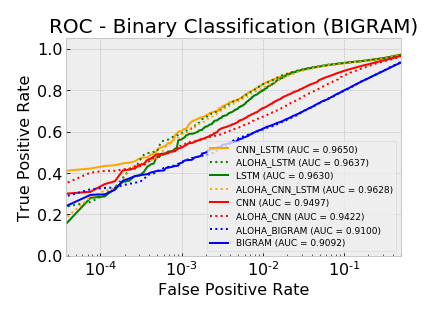 ROC - Binary Classification (BIGRAM)
True Positive Rate
1.0
0.8
0.6
0.4
0.2
0.0
CNN_LSTM (AUC = 0.9650)
ALOHA_LSTM (AUC = 0.9637)
LSTM (AUC = 0.9630)
ALOHA_CNN_LSTM (AUC = 0.9628)
CNN (AUC = 0.9497)
ALOHA_CNN (AUC = 0.9422)
ALOHA_BIGRAM (AUC = 0.9100)
BIGRAM (AUC = 0.9092)
10⁻⁴ 10⁻³ 10⁻² 10⁻¹
False Positive Rate